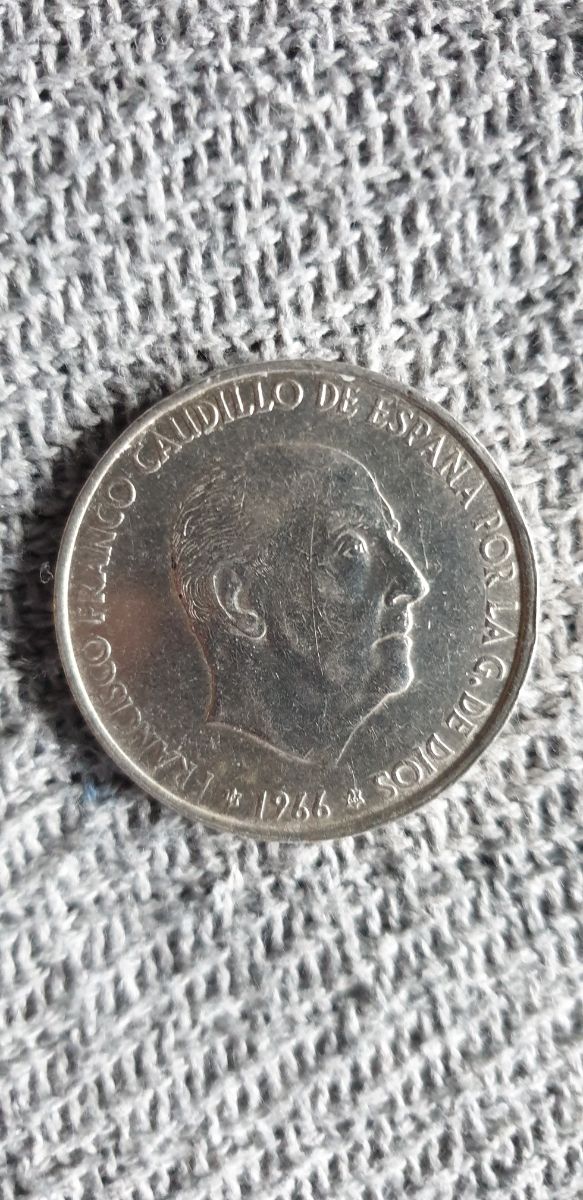 FRANCISCO FRANCO CAUDILLO DE ESPAÑA POR LA G. DE DIOS
1966